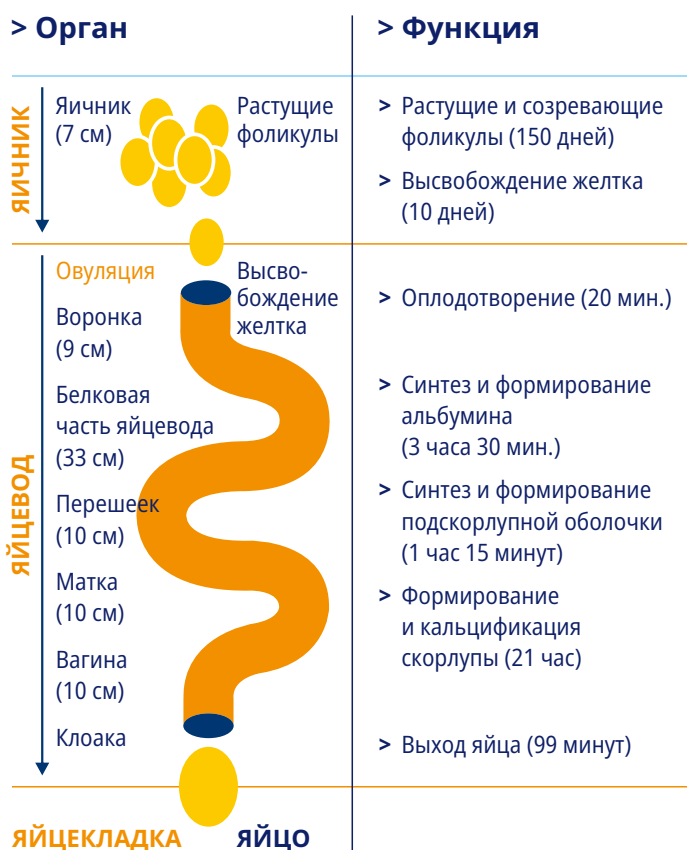 > Орган
> Функция
ЯИЧНИК
Яичник
(7 см)
Растущие
фоликулы
> Растущие и созревающие
фоликулы (150 дней)
> Высвобождение желтка
(10 дней)
ЯЙЦЕВОД
Овуляция
Высво-
бождение
желтка
> Оплодотворение (20 мин.)
Воронка
(9 см)
Белковая
часть яйцевода
(33 см)
> Синтез и формирование
альбумина
(3 часа 30 мин.)
Перешеек
(10 см)
> Синтез и формирование
подскорлупной оболочки
(1 час 15 минут)
Матка
(10 см)
> Формирование
и кальцификация
скорлупы (21 час)
Вагина
(10 см)
Клоака
> Выход яйца (99 минут)
ЯЙЦЕКЛАДКА
ЯЙЦО